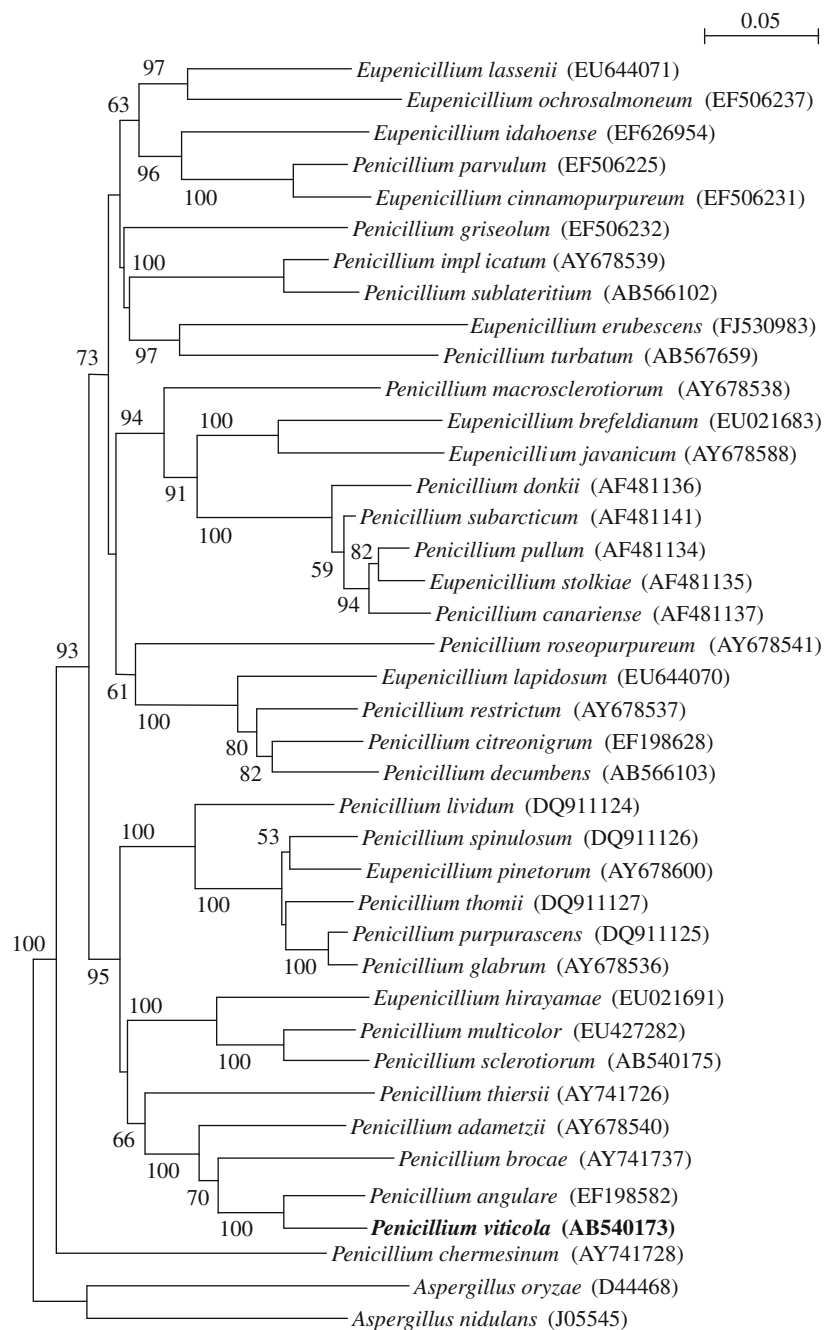 0.05
97
Eupenicillium lassenii (EU644071)
63
Eupenicillium ochrosalmoneum (EF506237)
Eupenicillium idahoense (EF626954)
96
Penicillium parvulum (EF506225)
100
Eupenicillium cinnamopurpureum (EF506231)
Penicillium griseolum (EF506232)
100
Penicillium impl icatum (AY678539)
Penicillium sublateritium (AB566102)
Eupenicillium erubescens (FJ530983)
73
97
Penicillium turbatum (AB567659)
Penicillium macrosclerotiorum (AY678538)
94
100
Eupenicillium brefeldianum (EU021683)
Eupenicillium javanicum (AY678588)
91
Penicillium donkii (AF481136)
100
Penicillium subarcticum (AF481141)
82
Penicillium pullum (AF481134)
59
Eupenicillium stolkiae (AF481135)
94
Penicillium canariense (AF481137)
93
Penicillium roseopurpureum (AY678541)
61
Eupenicillium lapidosum (EU644070)
100
Penicillium restrictum (AY678537)
80
Penicillium citreonigrum (EF198628)
82
Penicillium decumbens (AB566103)
Penicillium lividum (DQ911124)
100
53
Penicillium spinulosum (DQ911126)
Eupenicillium pinetorum (AY678600)
100
Penicillium thomii (DQ911127)
Penicillium purpurascens (DQ911125)
100
95
100
Penicillium glabrum (AY678536)
100
Eupenicillium hirayamae (EU021691)
Penicillium multicolor (EU427282)
100
Penicillium sclerotiorum (AB540175)
Penicillium thiersii (AY741726)
66
Penicillium adametzii (AY678540)
100
Penicillium brocae (AY741737)
70
Penicillium angulare (EF198582)
100
Penicillium viticola (AB540173)
Penicillium chermesinum (AY741728)
Aspergillus oryzae (D44468)
Aspergillus nidulans (J05545)